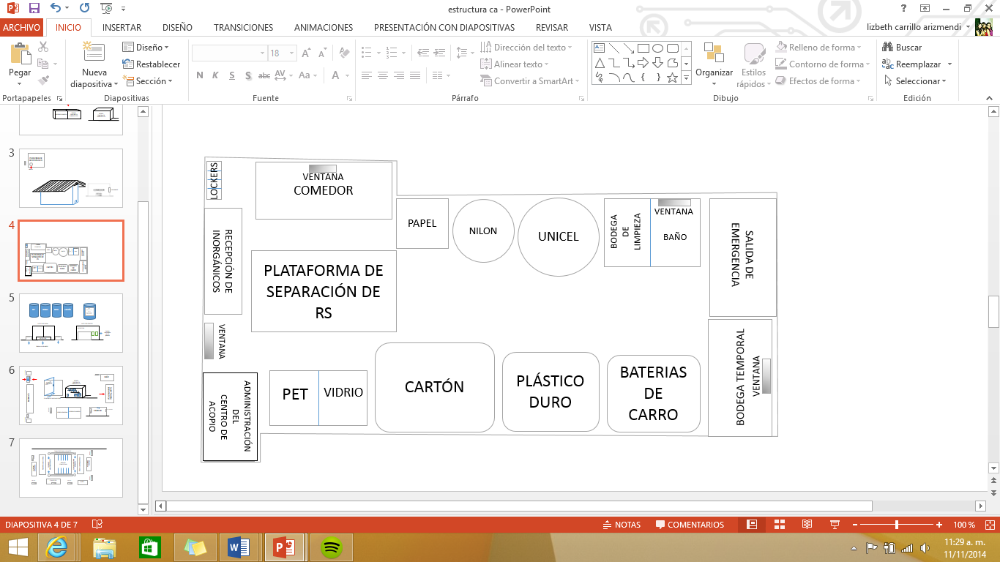 estructura ca - PowerPoint
ARCHIVO INICIO INSERTAR DISEÑO TRANSICIONES ANIMACIONES PRESENTACIÓN CON DIAPOSITIVAS REVISAR VISTA lizbeth carrillo arizmendi
Pegar
Nueva diapositiva
Diseño
Restablecer
Sección
18
N K S S abc AV Aa A
Dirección del texto
Alinear texto
Convertir a SmartArt
Organizar
Estilos rápidos
Relleno de forma
Contorno de forma
Efectos de forma
Buscar
Reemplazar
Seleccionar
Portapapeles Diapositivas Fuente Párrafo Dibujo Edición
3
4
5
6
7
LOCKERS
VENTANA
COMEDOR
PAPEL
NILON
UNICEL
BODEGA
DE
LIMPIEZA
VENTANA
BAÑO
SALIDA DE
EMERGENCIA
RECEPCIÓN DE
INORGÁNICOS
PLATAFORMA DE
SEPARACIÓN DE
RS
VENTANA
ADMINISTRACIÓN
DEL
CENTRO DE
ACOPIO
PET
VIDRIO
CARTÓN
PLÁSTICO
DURO
BATERIAS
DE
CARRO
BODEGA TEMPORAL
VENTANA
DIAPOSITIVA 4 DE 7 NOTAS COMENTARIOS 100 %
11:29 a. m.
11/11/2014